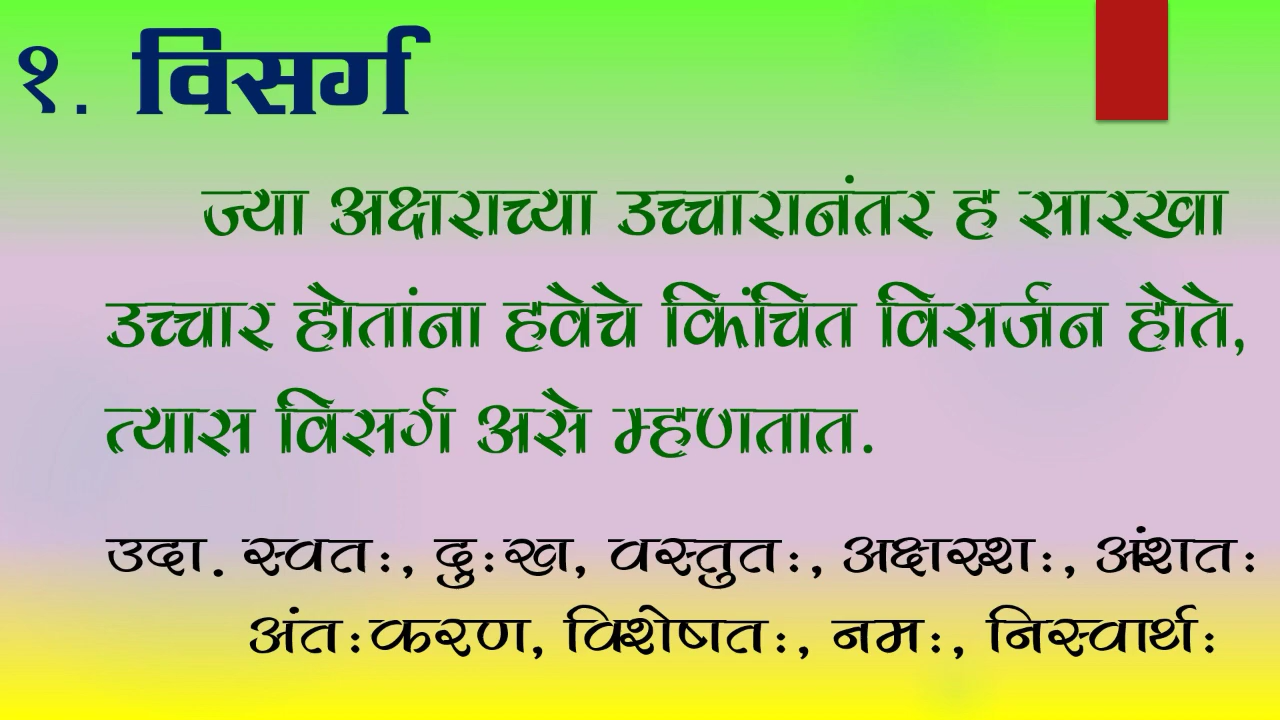 १. विसर्ग
ज्या अक्षराच्या उच्चारानंतर ह सारखा
उच्चार होतांना हवेचे किंचित विसर्जन होते,
त्यास विसर्ग असे म्हणतात.
उदा. स्वतः, दुःख, वस्तुतः, अक्षरशः, अंशतः
अंतःकरण, विशेषतः, नमः, निस्वार्थः